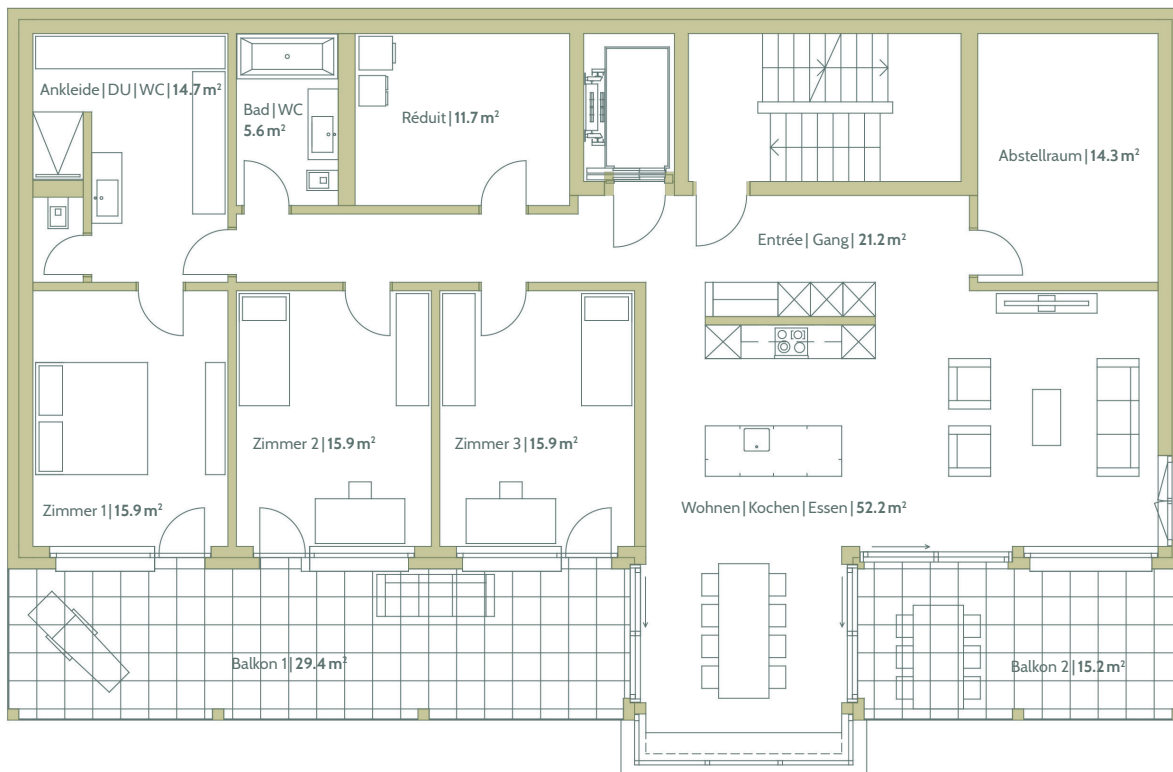 Ankleide|DU|WC|14.7 m²
Bad|WC
5.6 m²
Réduit|11.7 m²
Abstellraum|14.3 m²
Entrée|Gang|21.2 m²
Zimmer 1|15.9 m²
Zimmer 2|15.9 m²
Zimmer 3|15.9 m²
Wohnen|Kochen|Essen|52.2 m²
Balkon 1|29.4 m²
Balkon 2|15.2 m²